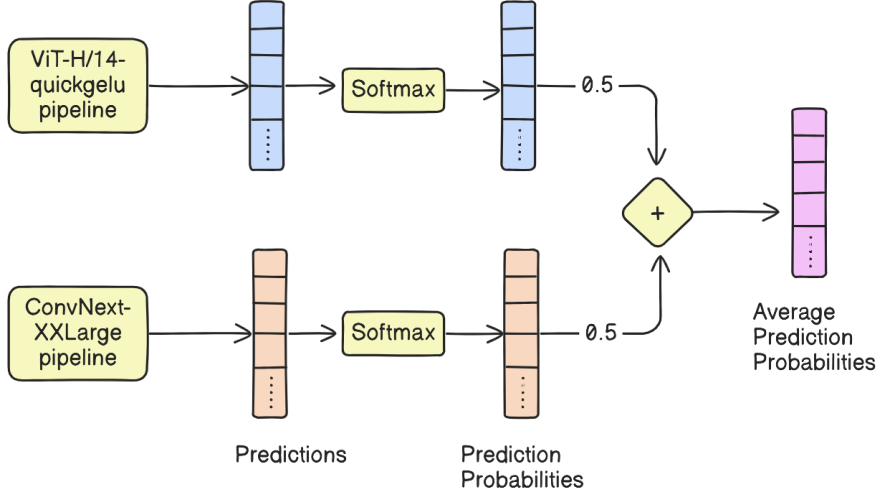 ViT-H/14-
quickgelu
pipeline
Softmax
0.5
+
ConvNext-
XXLarge
pipeline
Softmax
0.5
Average
Prediction
Probabilities
Predictions
Prediction
Probabilities